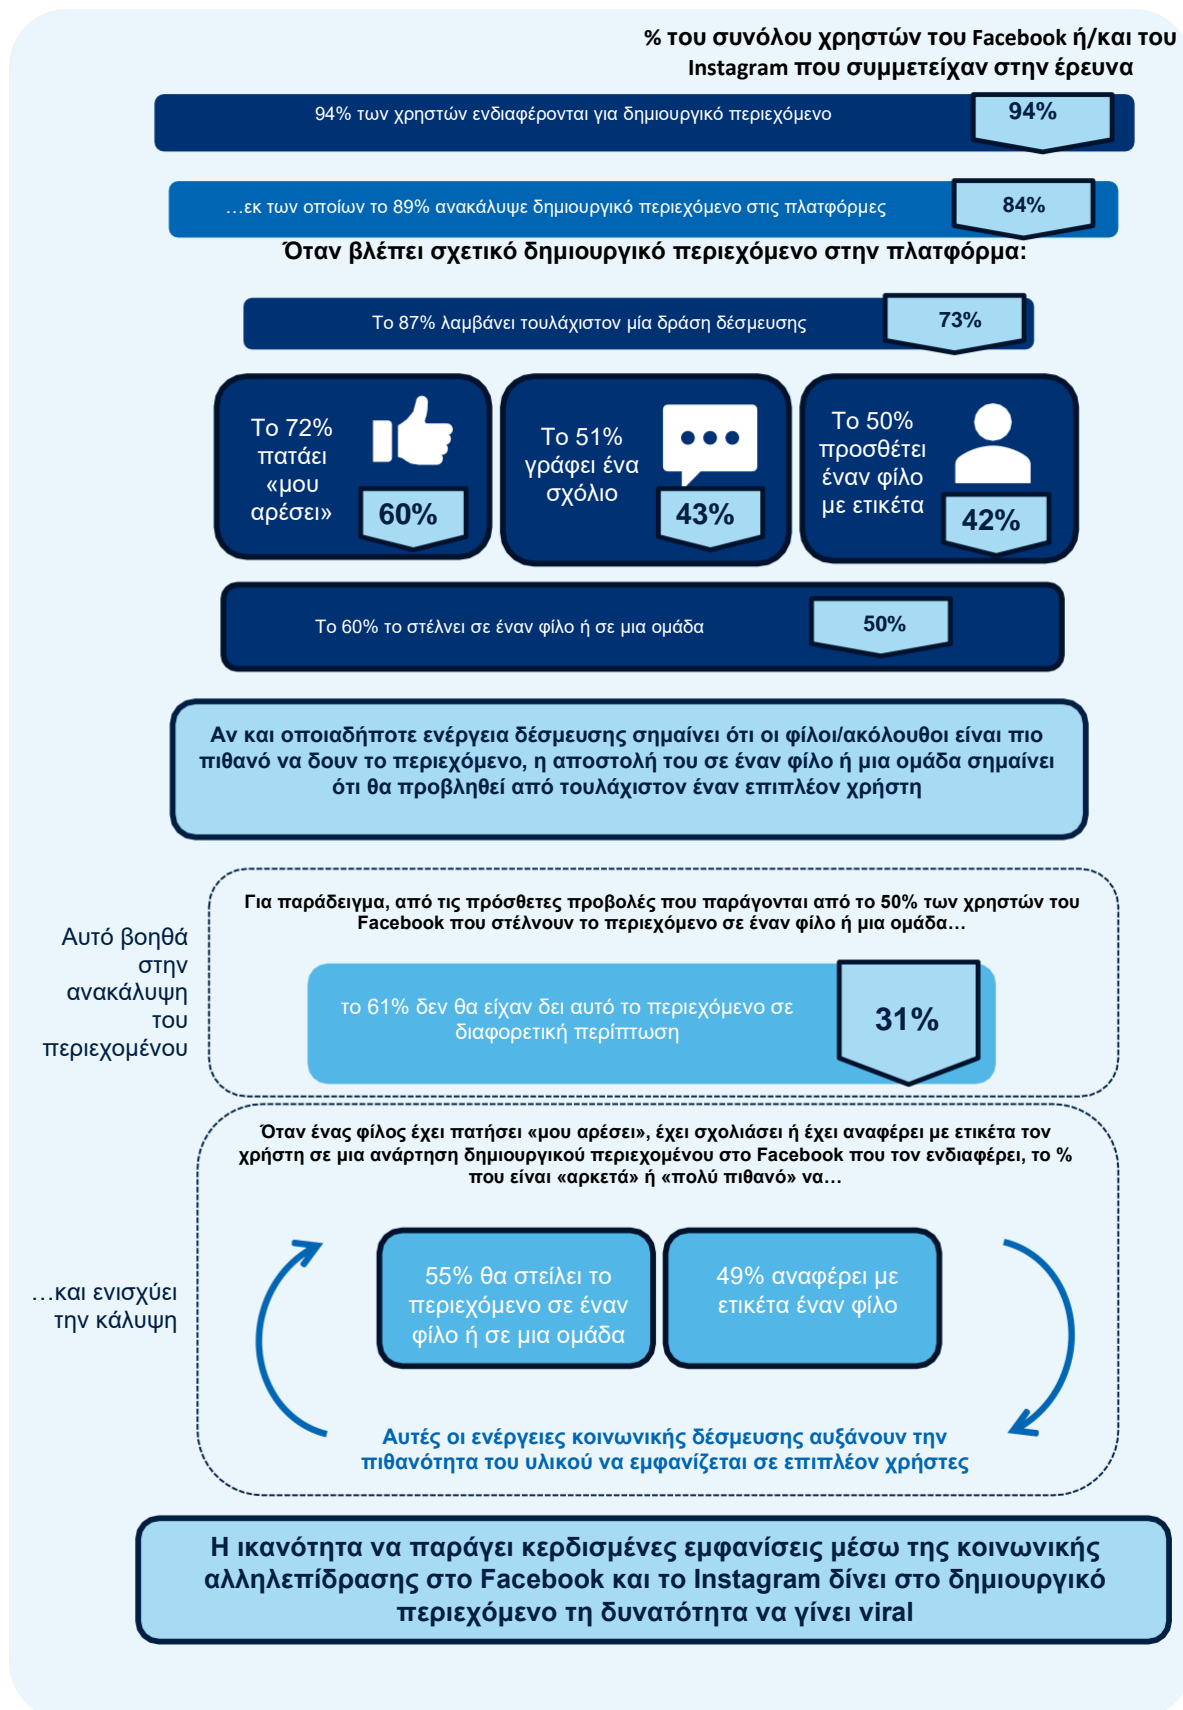 % του συνόλου χρηστών του Facebook ή/και του
Instagram που συμμετείχαν στην έρευνα
94% των χρηστών ενδιαφέρονται για δημιουργικό περιεχόμενο
94%
…εκ των οποίων το 89% ανακάλυψε δημιουργικό περιεχόμενο στις πλατφόρμες
84%
Όταν βλέπει σχετικό δημιουργικό περιεχόμενο στην πλατφόρμα:
Το 87% λαμβάνει τουλάχιστον μία δράση δέσμευσης
73%
Το 72%
πατάει
«μου
αρέσει»
60%
Το 51%
γράφει ένα
σχόλιο
43%
Το 50%
προσθέτει
έναν φίλο
με ετικέτα
42%
Το 60% το στέλνει σε έναν φίλο ή σε μια ομάδα
50%
Αν και οποιαδήποτε ενέργεια δέσμευσης σημαίνει ότι οι φίλοι/ακόλουθοι είναι πιο
πιθανό να δουν το περιεχόμενο, η αποστολή του σε έναν φίλο ή μια ομάδα σημαίνει
ότι θα προβληθεί από τουλάχιστον έναν επιπλέον χρήστη
Αυτό βοηθά
στην
ανακάλυψη
του
περιεχομένου
Για παράδειγμα, από τις πρόσθετες προβολές που παράγονται από το 50% των χρηστών του
Facebook που στέλνουν το περιεχόμενο σε έναν φίλο ή μια ομάδα…
το 61% δεν θα είχαν δει αυτό το περιεχόμενο σε
διαφορετική περίπτωση
31%
…και ενισχύει
την κάλυψη
Όταν ένας φίλος έχει πατήσει «μου αρέσει», έχει σχολιάσει ή έχει αναφέρει με ετικέτα τον
χρήστη σε μια ανάρτηση δημιουργικού περιεχομένου στο Facebook που τον ενδιαφέρει, το %
που είναι «αρκετά» ή «πολύ πιθανό» να…
55% θα στείλει το
περιεχόμενο σε έναν
φίλο ή σε μια ομάδα
49% αναφέρει με
ετικέτα έναν φίλο
Αυτές οι ενέργειες κοινωνικής δέσμευσης αυξάνουν την
πιθανότητα του υλικού να εμφανίζεται σε επιπλέον χρήστες
Η ικανότητα να παράγει κερδισμένες εμφανίσεις μέσω της κοινωνικής
αλληλεπίδρασης στο Facebook και το Instagram δίνει στο δημιουργικό
περιεχόμενο τη δυνατότητα να γίνει viral